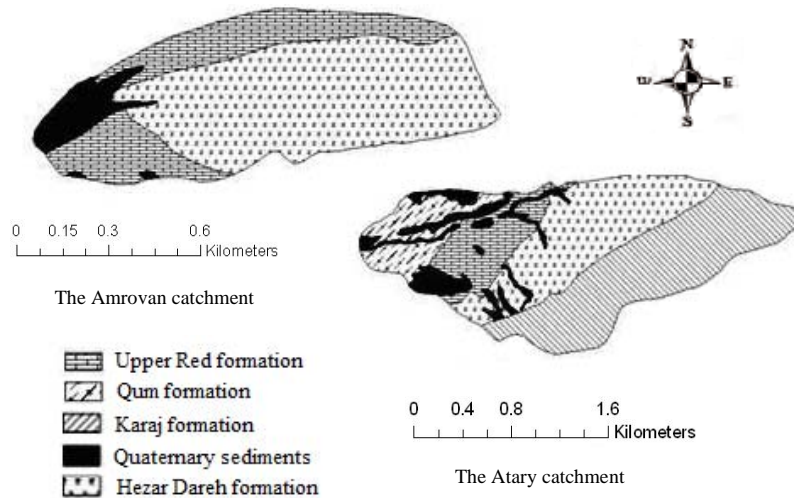 N
W E
S
0 0.15 0.3 0.6
Kilometers
The Amrovan catchment
Upper Red formation
Qum formation
Karaj formation
Quaternary sediments
Hezar Dareh formation
0 0.4 0.8 1.6
Kilometers
The Atary catchment